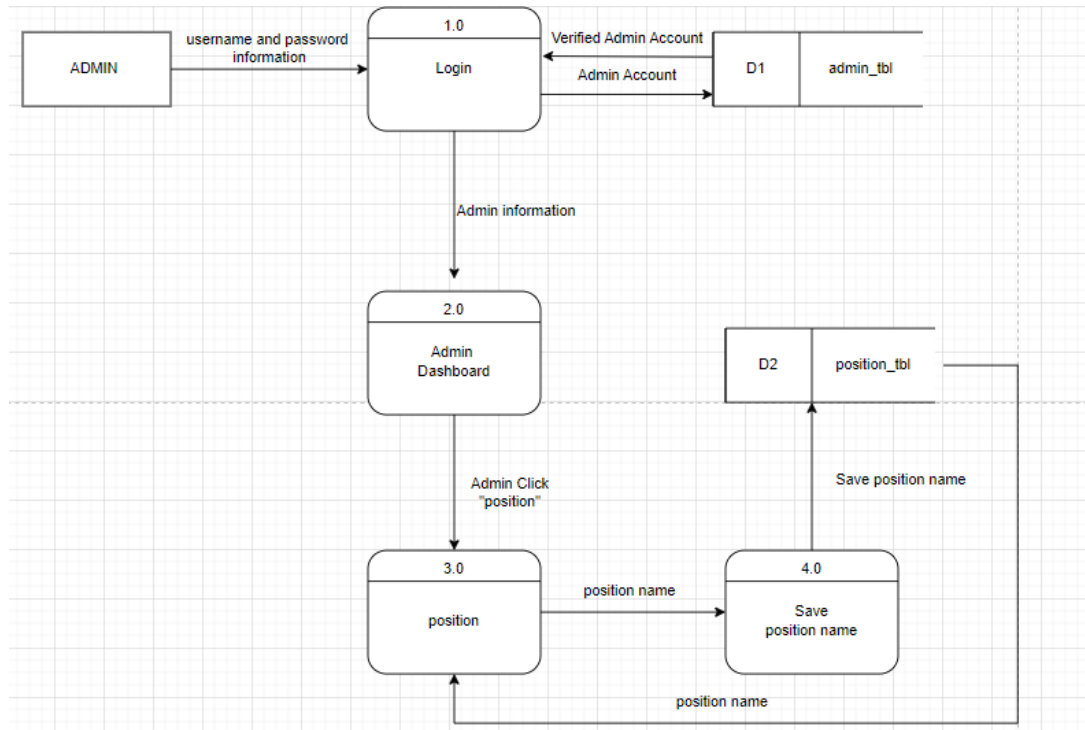 1.0
username and password
information
Verified Admin Account
ADMIN
Login
D1
admin_tbl
Admin Account
Admin information
2.0
Admin
Dashboard
D2
position_tbl
Admin Click
"position"
Save position name
3.0
4.0
position name
position
Save
position name
position name